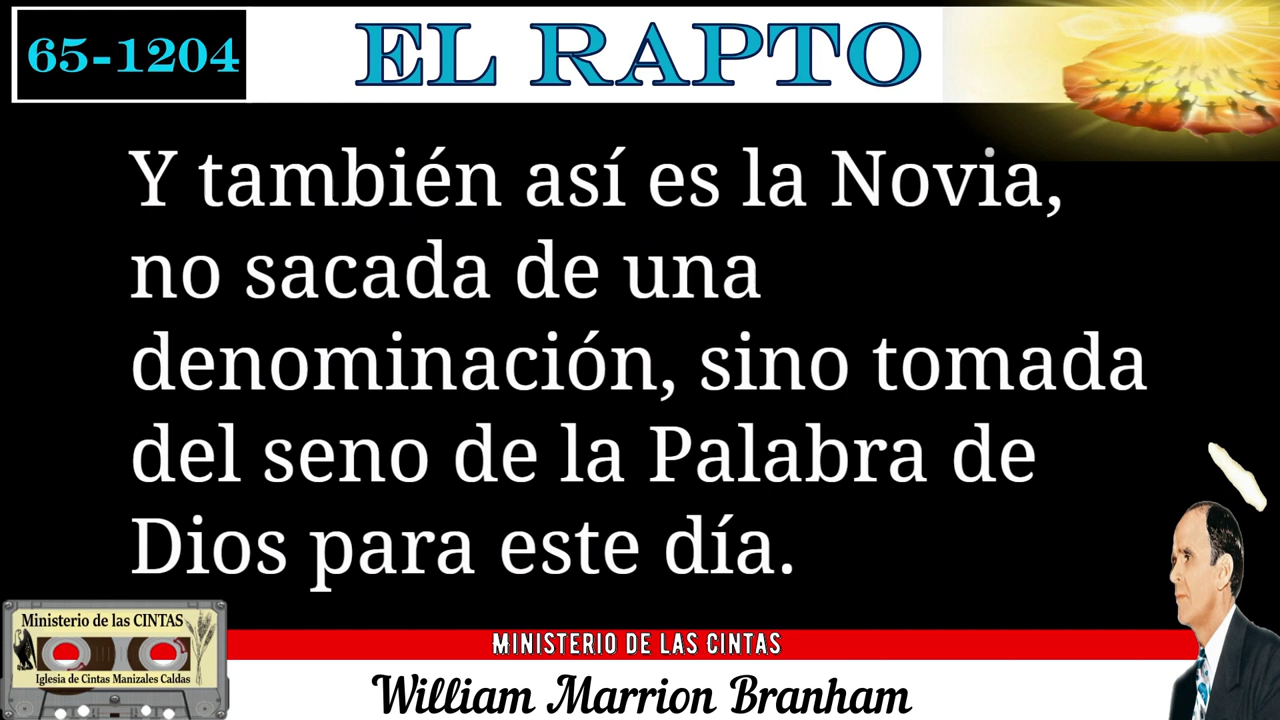 65-1204
EL RAPTO
Y también así es la Novia,
no sacada de una
denominación, sino tomada
del seno de la Palabra de
Dios para este día.
Ministerio de las CINTAS
Iglesia de Cintas Manizales Caldas
MINISTERIO DE LAS CINTAS
William Marrion Branham